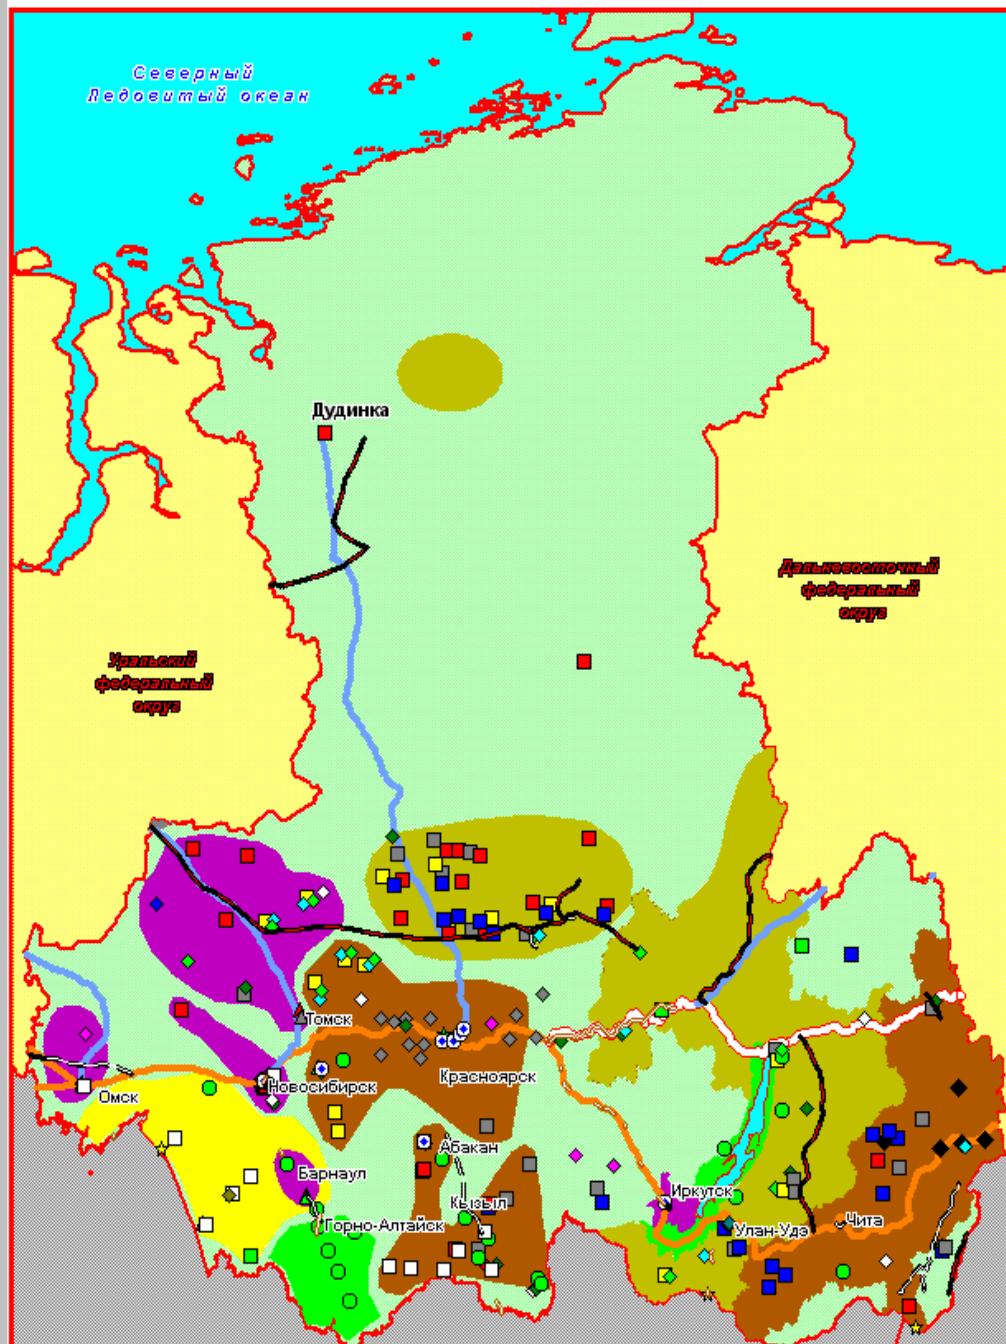 Северный
Ледовитый океан
Дудинка
Дальневосточный
федеральный
округ
Уральский
федеральный
округ
Томск
Красноярск
Новосибирск
Омск
Абакан
Барнаул
Иркутск
Кызыл
Горно-Алтайск
Чита
Улан-Удэ